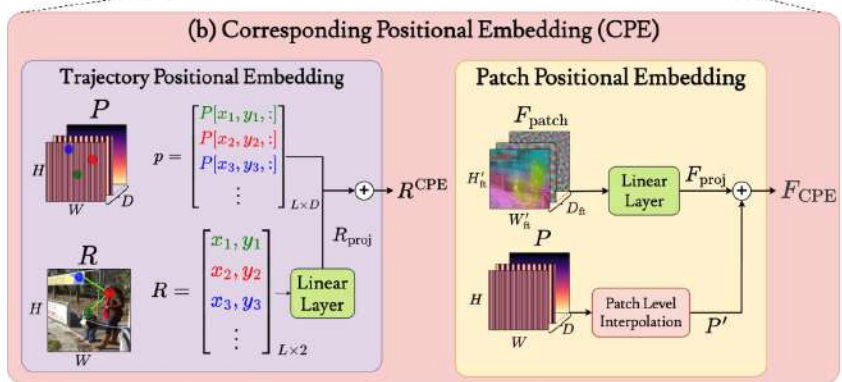 (b) Corresponding Positional Embedding (CPE)
Trajectory Positional Embedding
P
H
W
D
p =
P[x₁, y₁, :]
P[x₂, y₂, :]
P[x₃, y₃, :]
⋮
L×D
R^CPE
R_proj
R
H
W
R =
x₁, y₁
x₂, y₂
x₃, y₃
⋮
L×2
Linear
Layer
Patch Positional Embedding
F_patch
H'_ft
W'_ft
D_ft
Linear
Layer
F_proj
F_CPE
P
H
W
D
Patch Level
Interpolation
P'